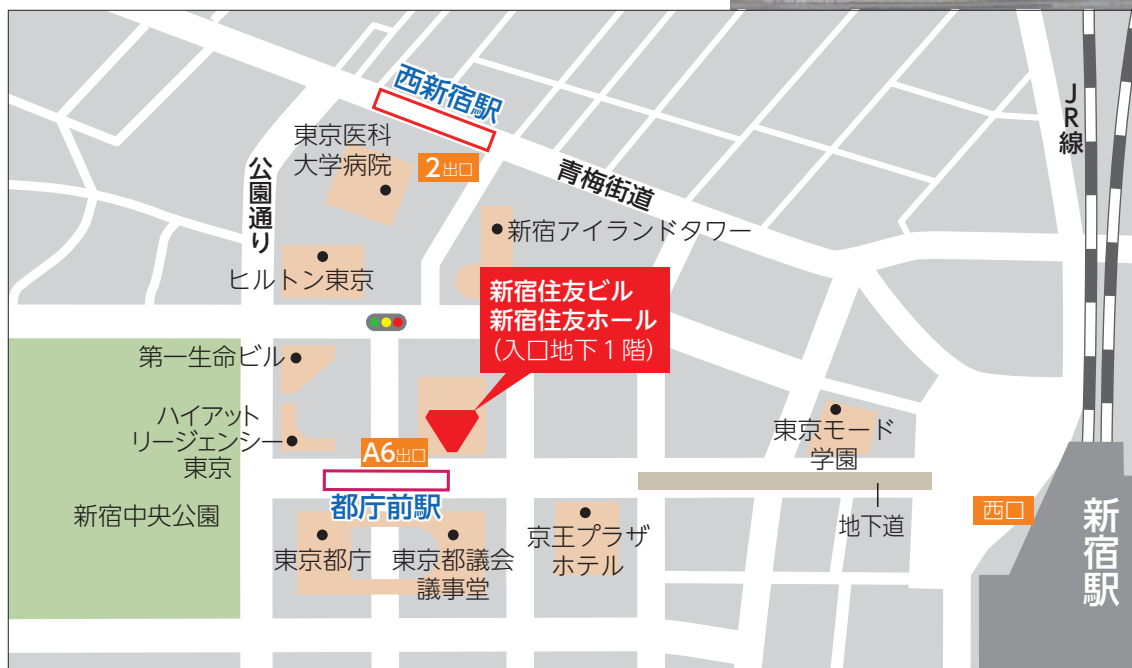 西新宿駅
JR線
東京医科
大学病院
2出口
青梅街道
公園通り
新宿アイランドタワー
ヒルトン東京
新宿住友ビル
新宿住友ホール
(入口地下1階)
第一生命ビル
ハイアット
リージェンシー
東京
東京モード
学園
A6出口
都庁前駅
新宿中央公園
地下道
西口
新宿駅
東京都庁
東京都議会
議事堂
京王プラザ
ホテル